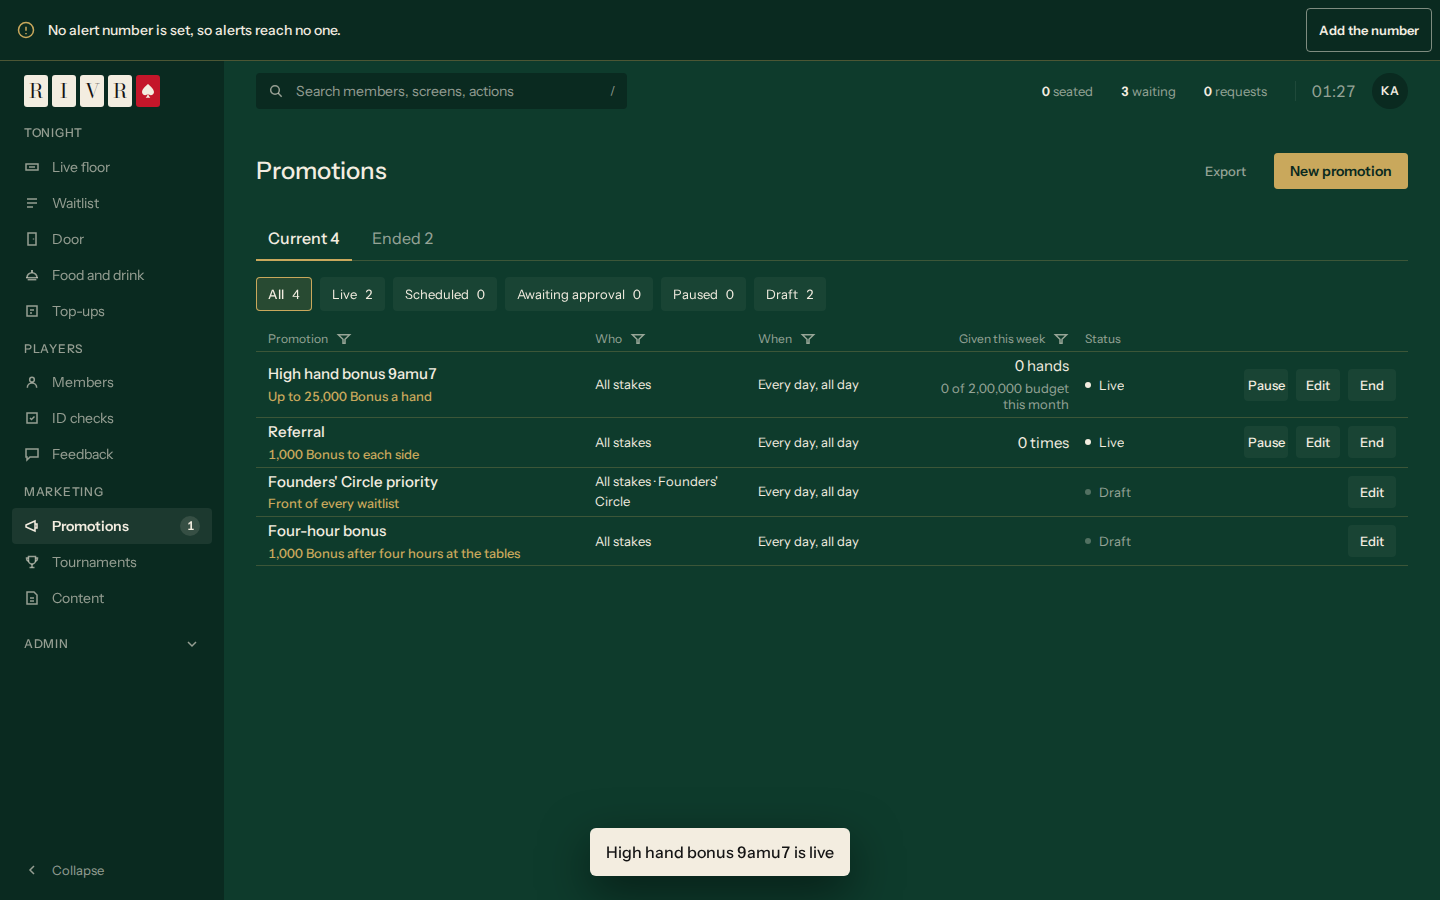 No alert number is set, so alerts reach no one.
Add the number
R I V R
Search members, screens, actions /
0 seated 3 waiting 0 requests 01:27 KA
TONIGHT
Live floor
Waitlist
Door
Food and drink
Top-ups
PLAYERS
Members
ID checks
Feedback
MARKETING
Promotions 1
Tournaments
Content
ADMIN
Collapse
Promotions
Export
New promotion
Current 4 Ended 2
All 4 Live 2 Scheduled 0 Awaiting approval 0 Paused 0 Draft 2
Promotion Who When Given this week Status
High hand bonus 9amu7
Up to 25,000 Bonus a hand
All stakes
Every day, all day
0 hands
0 of 2,00,000 budget
this month
Live
Pause Edit End
Referral
1,000 Bonus to each side
All stakes
Every day, all day
0 times
Live
Pause Edit End
Founders' Circle priority
Front of every waitlist
All stakes · Founders'
Circle
Every day, all day
Draft
Edit
Four-hour bonus
1,000 Bonus after four hours at the tables
All stakes
Every day, all day
Draft
Edit
High hand bonus 9amu7 is live